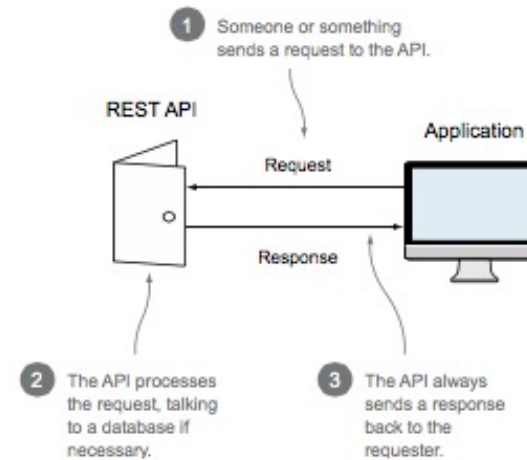 1 Someone or something
sends a request to the API.
REST API
Application
Request
Response
2 The API processes
the request, talking
to a database if
necessary.
3 The API always
sends a response
back to the
requester.